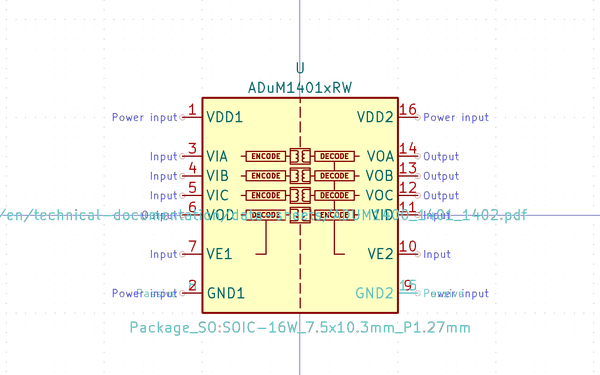 U
ADuM1401xRW
Power input 1 VDD1 VDD2 16 Power input
Input 3 VIA ENCODE DECODE VOA 14 Output
Input 4 VIB ENCODE DECODE VOB 13 Output
Input 5 VIC ENCODE DECODE VOC 12 Output
/en/technical-documentation/data-sheets/ADuM1400_1401_1402.pdf
6 VOD DECODE ENCODE VID 11 Input
Input 7 VE1 VE2 10 Input
Power input 2 GND1 GND2 9 Power input
Package_SO:SOIC-16W_7.5x10.3mm_P1.27mm